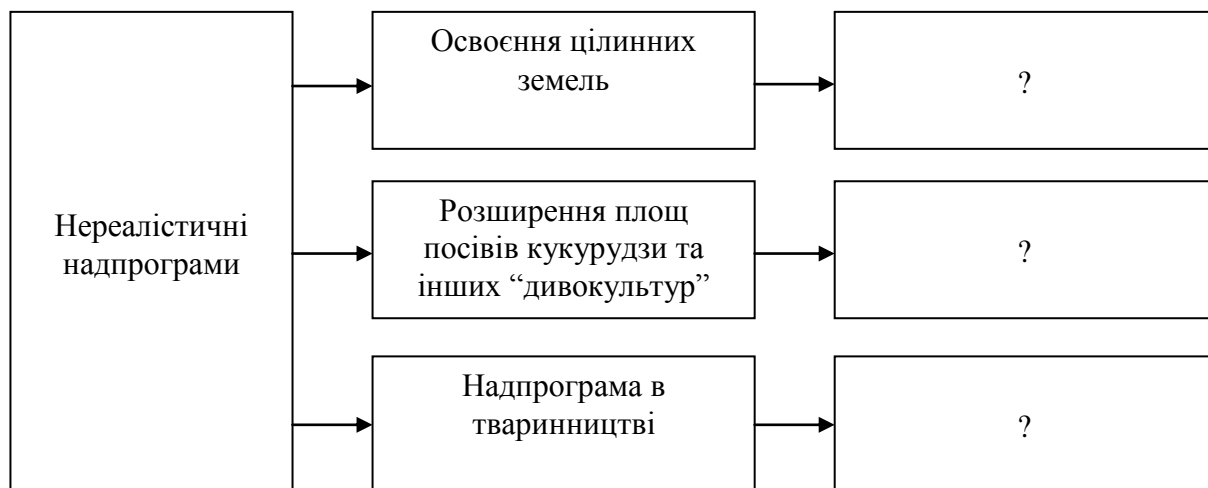 Нереалістичні
надпрограми
Освоєння цілинних
земель
?
Розширення площ
посівів кукурудзи та
інших “дивокультур”
?
Надпрограма в
тваринництві
?